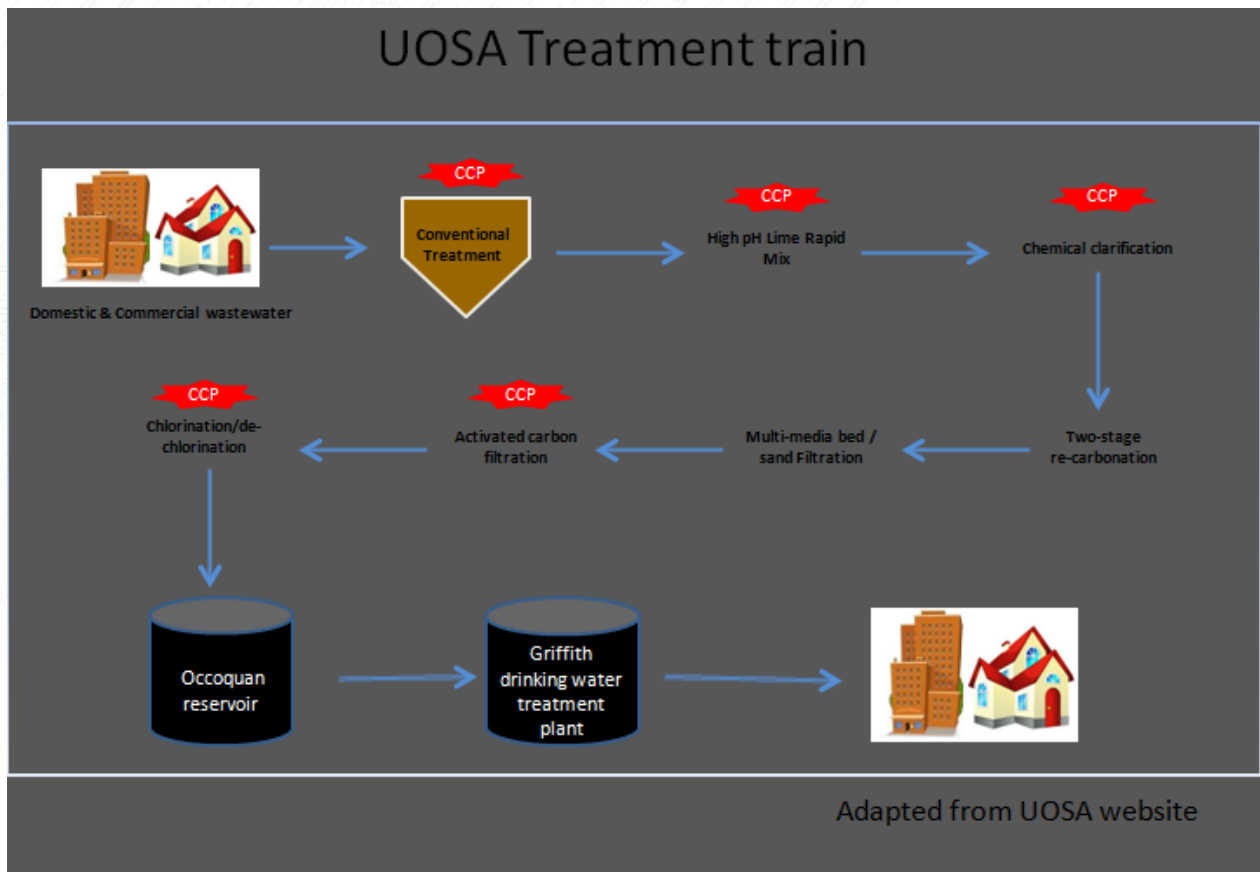 UOSA Treatment train
CCP
Conventional
Treatment
CCP
High pH Lime Rapid
Mix
CCP
Chemical clarification
Domestic & Commercial wastewater
CCP
Chlorination/de-
chlorination
CCP
Activated carbon
filtration
Multi-media bed /
sand Filtration
Two-stage
re-carbonation
Occoquan
reservoir
Griffith
drinking water
treatment
plant
Adapted from UOSA website